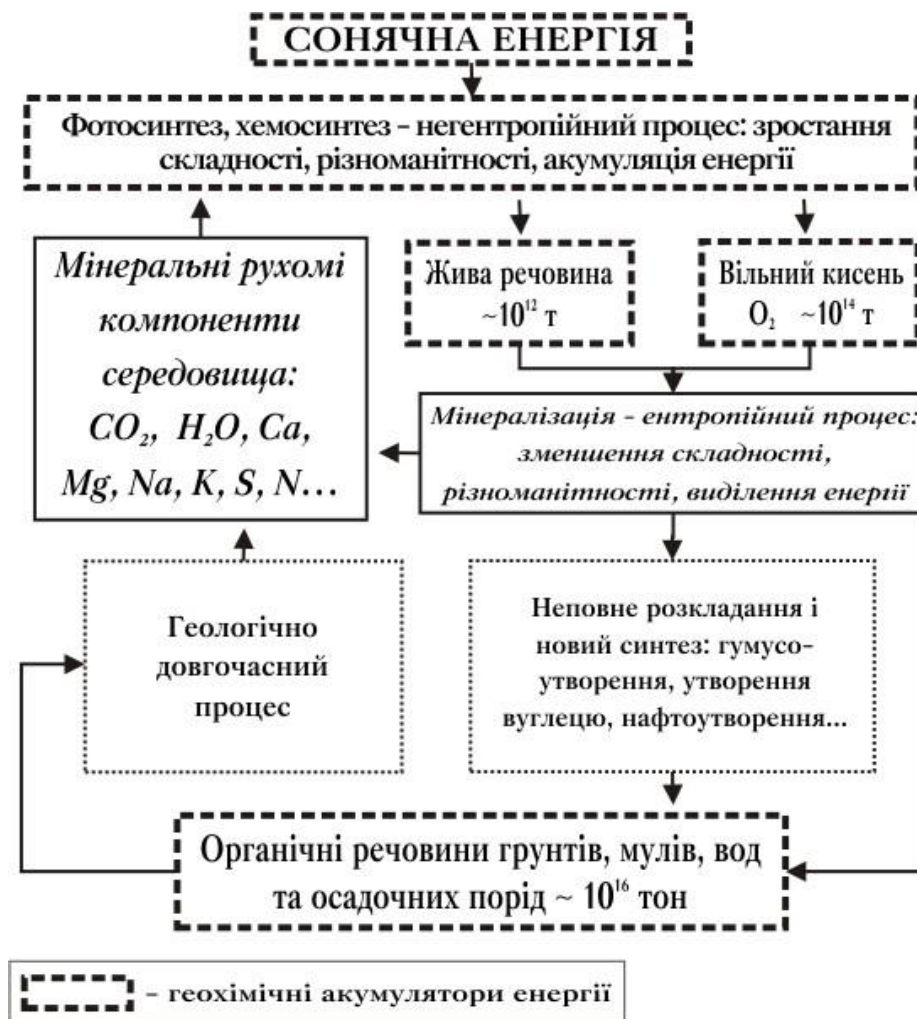 СОНЯЧНА ЕНЕРГІЯ
Фотосинтез, хемосинтез – негентропійний процес: зростання
складності, різноманітності, акумуляція енергії
Мінеральні рухомі
компоненти
середовища:
CO₂, H₂O, Ca,
Mg, Na, K, S, N...
Жива речовина
~10¹² т
Вільний кисень
O₂ ~10¹⁴ т
Мінералізація – ентропійний процес:
зменшення складності,
різноманітності, виділення енергії
Геологічно
довгочасний
процес
Неповне розкладання і
новий синтез: гумусо-
утворення, утворення
вуглецю, нафтоутворення...
Органічні речовини грунтів, мулів, вод
та осадочних порід ~ 10¹⁶ тон
– геохімічні акумулятори енергії